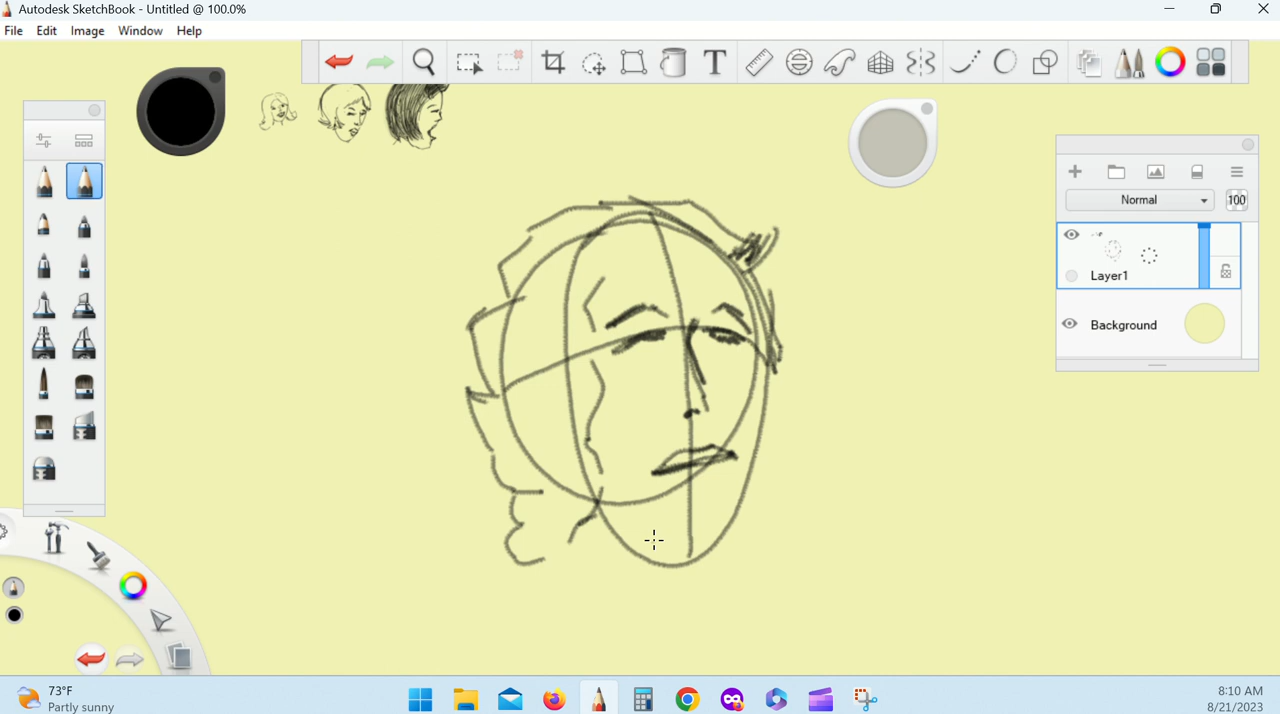 Autodesk SketchBook - Untitled @ 100.0%
File Edit Image Window Help
T
Normal 100
Layer1
Background
73°F
Partly sunny
8:10 AM
8/21/2023